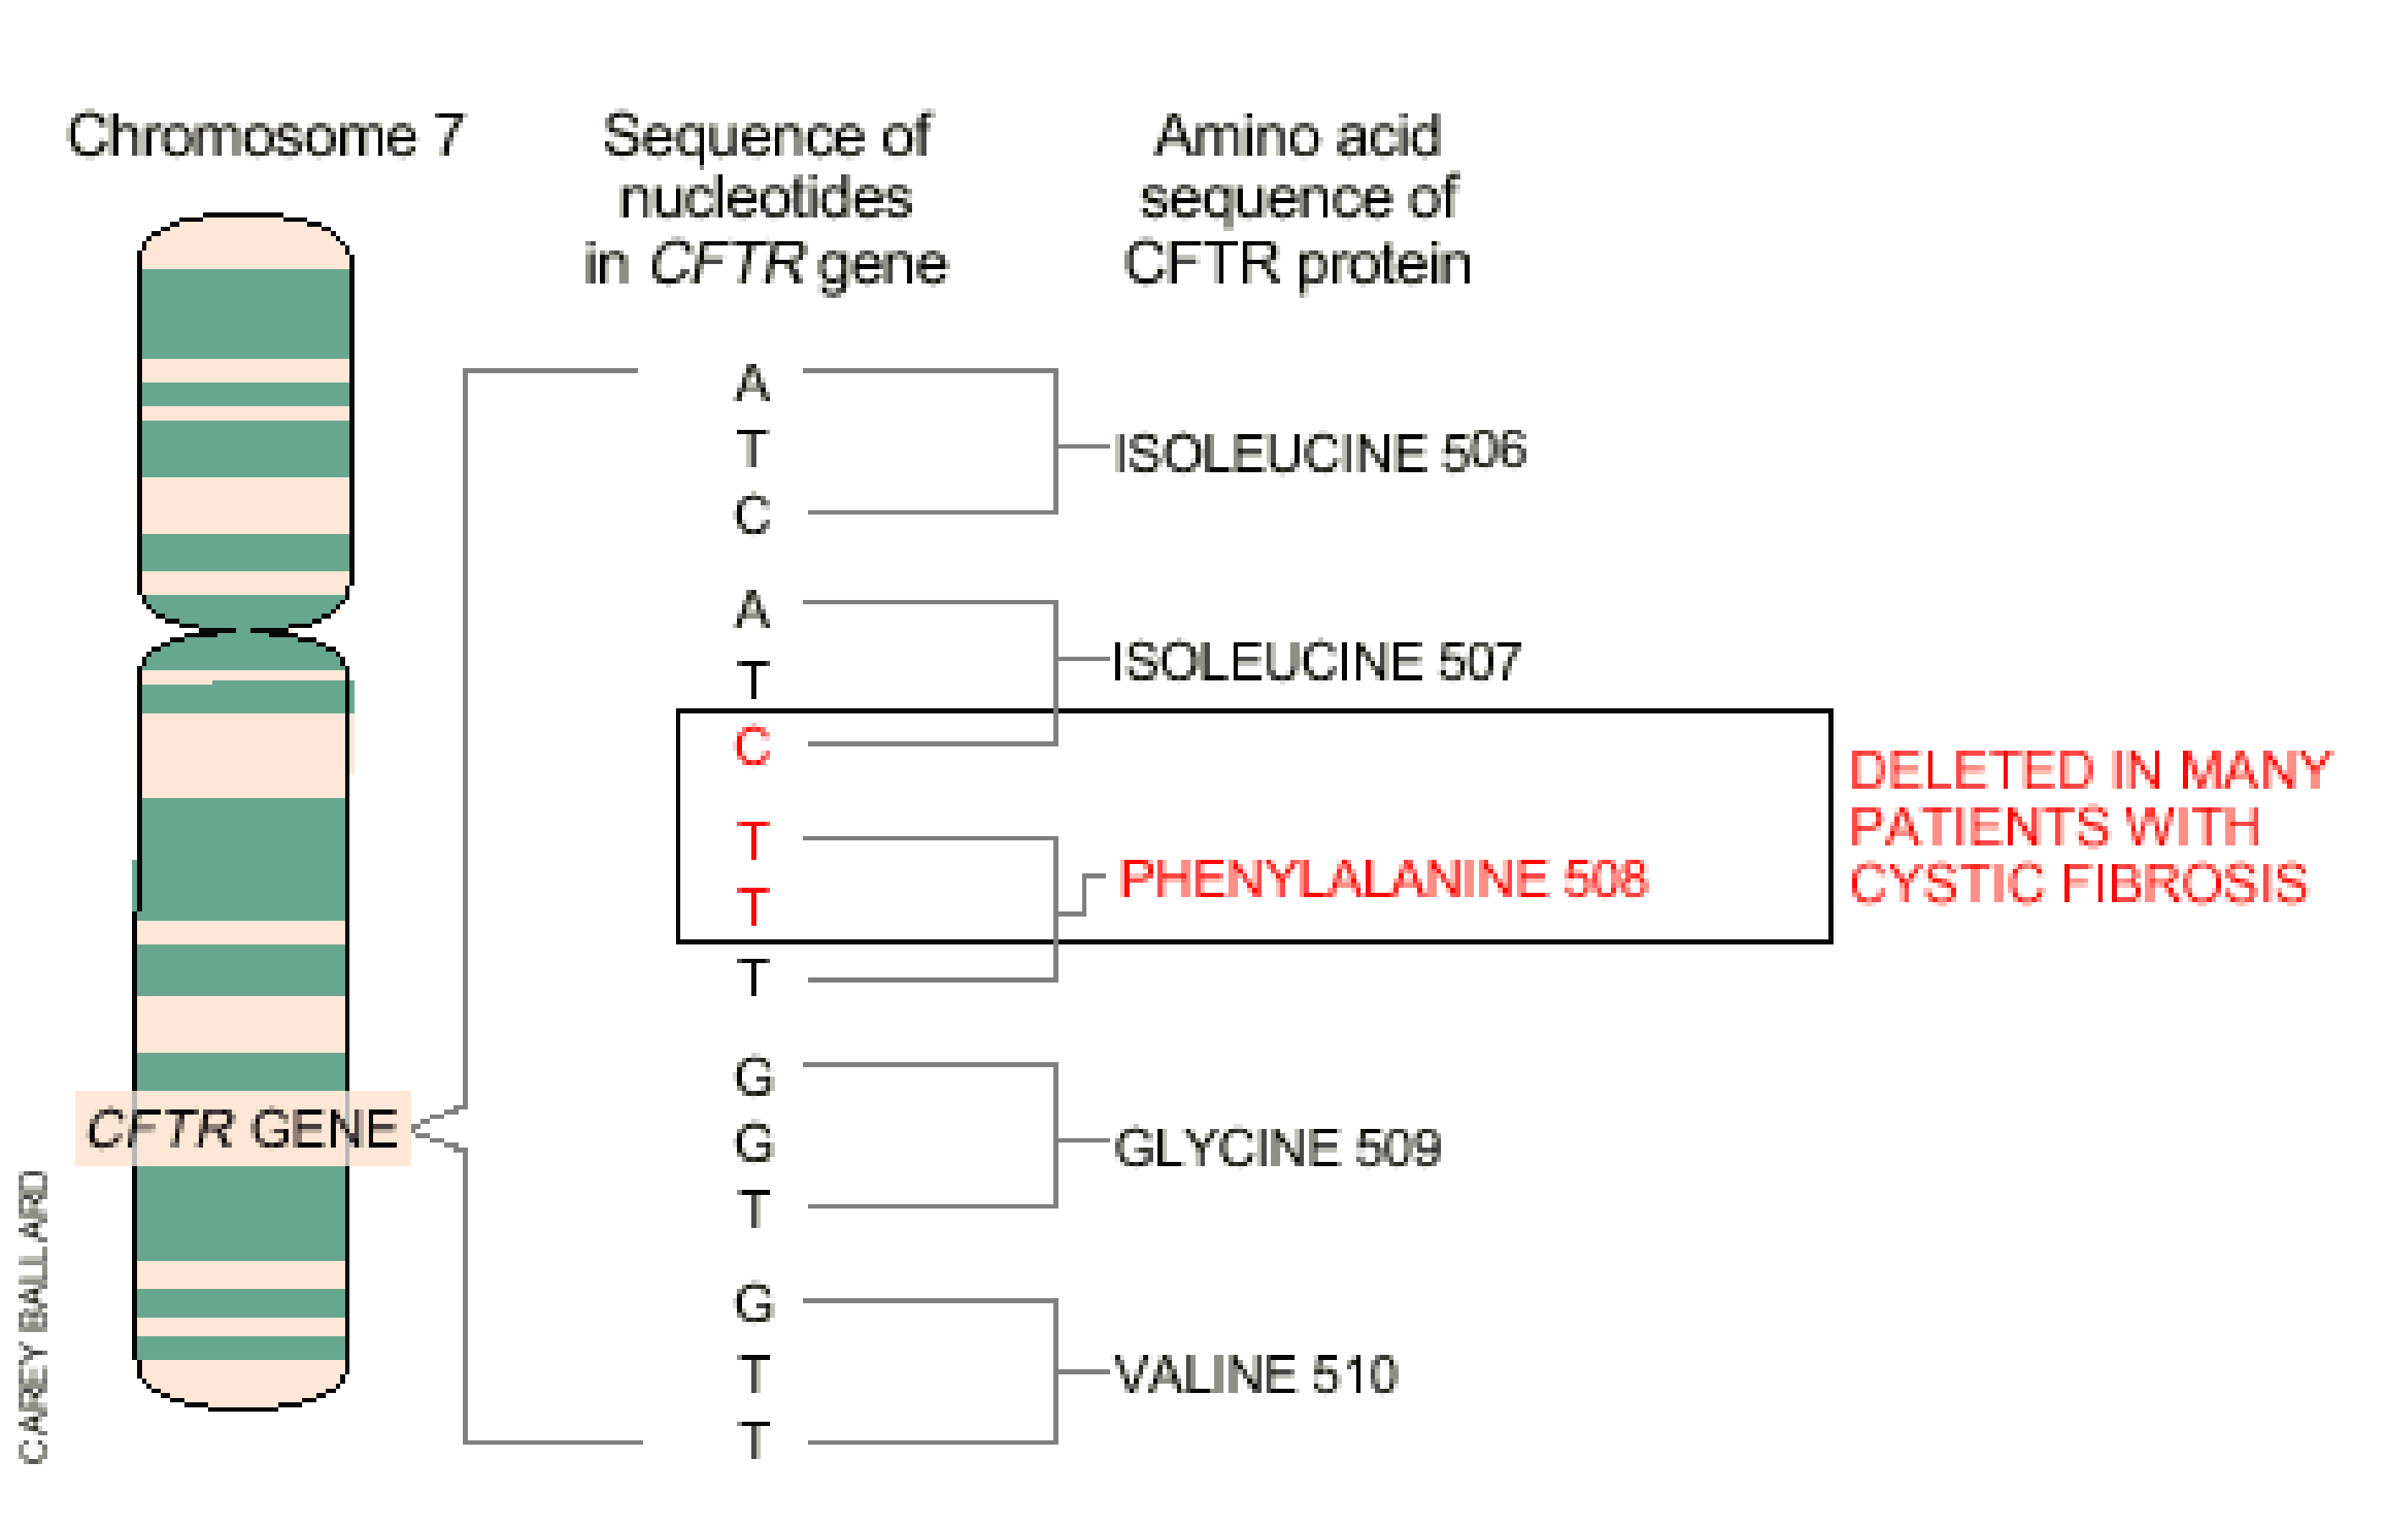 Chromosome 7
Sequence of
nucleotides
in CFTR gene
Amino acid
sequence of
CFTR protein
A
T
C
ISOLEUCINE 506
A
T
C
ISOLEUCINE 507
T
T
T
PHENYLALANINE 508
DELETED IN MANY
PATIENTS WITH
CYSTIC FIBROSIS
G
G
T
GLYCINE 509
G
T
T
VALINE 510
CFTR GENE
CAREY BALLARD